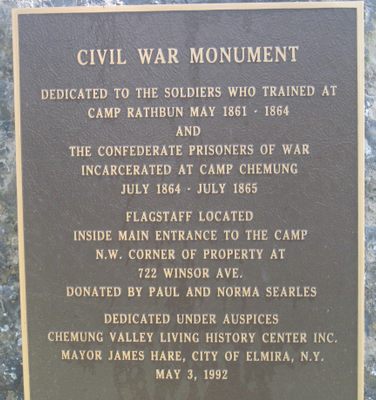 CIVIL WAR MONUMENT
DEDICATED TO THE SOLDIERS WHO TRAINED AT
CAMP RATHBUN MAY 1861 - 1864
AND
THE CONFEDERATE PRISONERS OF WAR
INCARCERATED AT CAMP CHEMUNG
JULY 1864 - JULY 1865
FLAGSTAFF LOCATED
INSIDE MAIN ENTRANCE TO THE CAMP
N.W. CORNER OF PROPERTY AT
722 WINSOR AVE.
DONATED BY PAUL AND NORMA SEARLES
DEDICATED UNDER AUSPICES
CHEMUNG VALLEY LIVING HISTORY CENTER INC.
MAYOR JAMES HARE, CITY OF ELMIRA, N.Y.
MAY 3, 1992